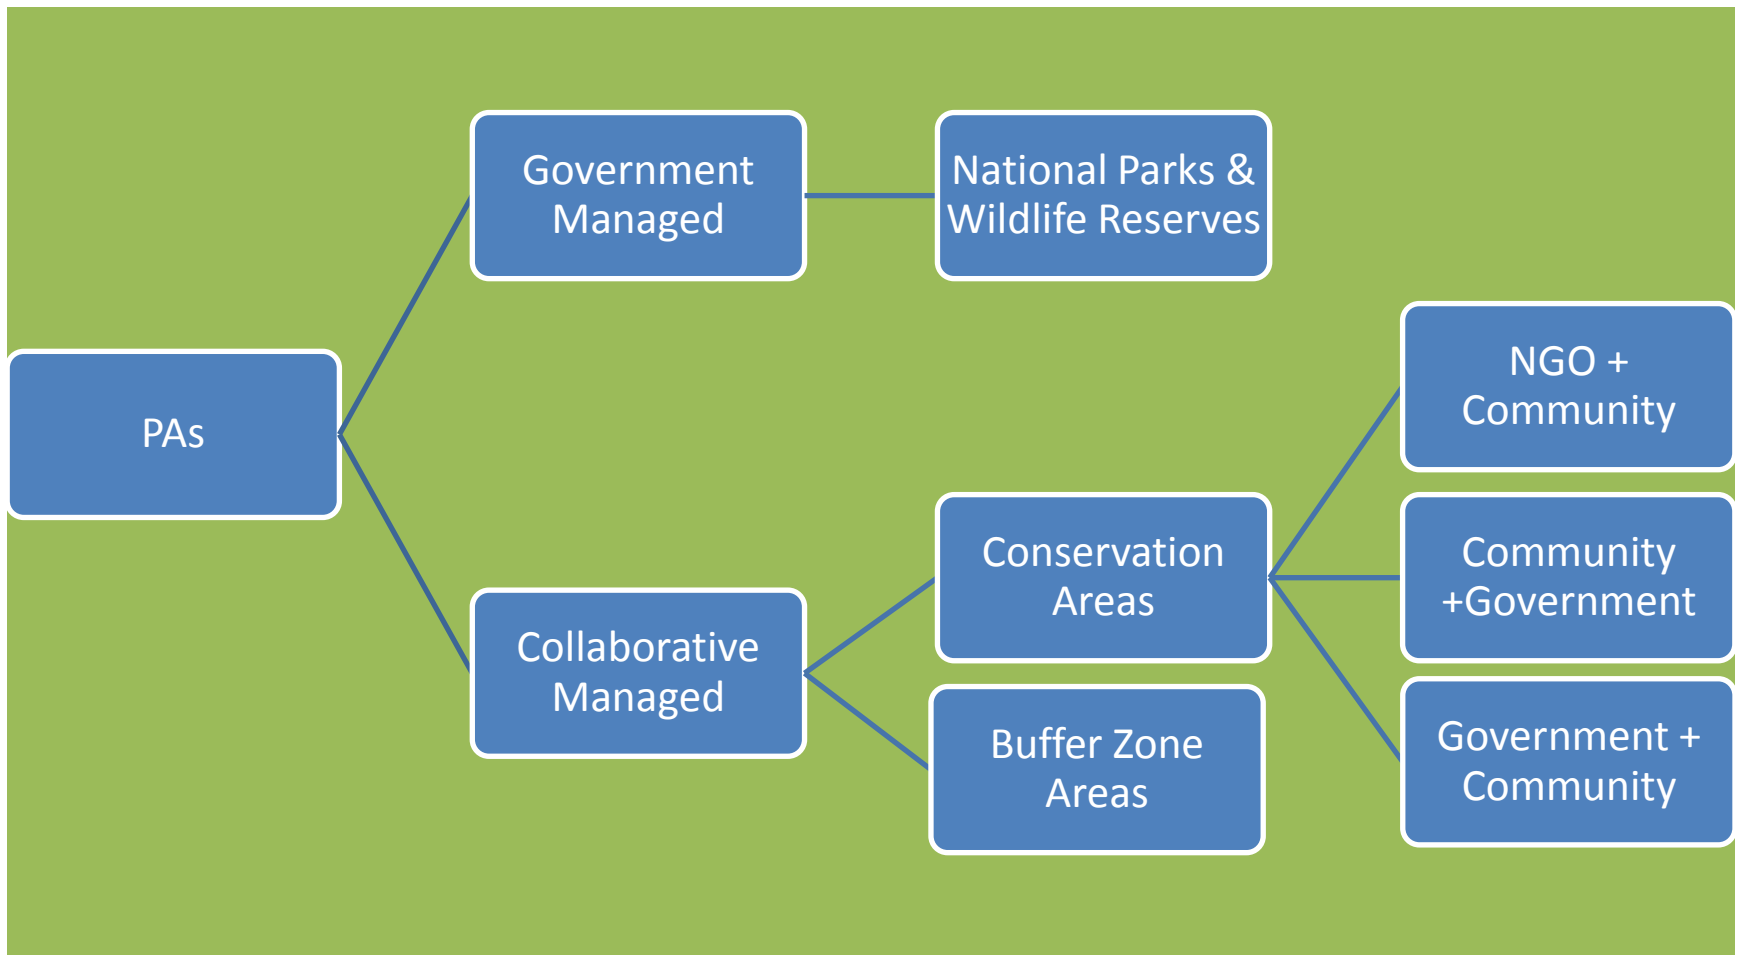 PAs
Government
Managed
National Parks &
Wildlife Reserves
Collaborative
Managed
Conservation
Areas
Buffer Zone
Areas
NGO +
Community
Community
+Government
Government +
Community